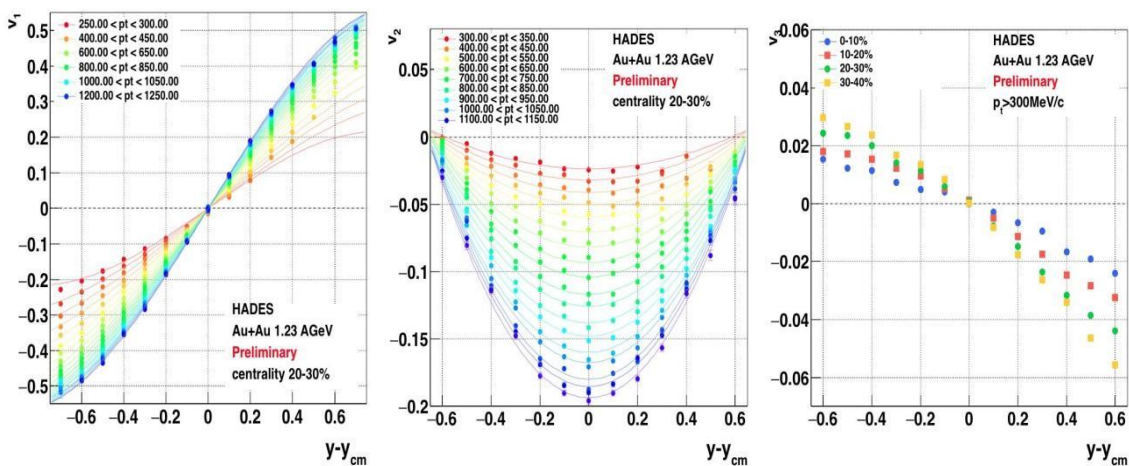 v₁
0.5
0.4
0.3
0.2
0.1
0
−0.1
−0.2
−0.3
−0.4
−0.5
250.00 < pt < 300.00
400.00 < pt < 450.00
600.00 < pt < 650.00
800.00 < pt < 850.00
1000.00 < pt < 1050.00
1200.00 < pt < 1250.00
HADES
Au+Au 1.23 AGeV
Preliminary
centrality 20-30%
−0.6 −0.4 −0.2 0 0.2 0.4 0.6
y-y_cm
v₂
0.05
0
−0.05
−0.1
−0.15
−0.2
300.00 < pt < 350.00
400.00 < pt < 450.00
500.00 < pt < 550.00
600.00 < pt < 650.00
700.00 < pt < 750.00
800.00 < pt < 850.00
900.00 < pt < 950.00
1000.00 < pt < 1050.00
1100.00 < pt < 1150.00
HADES
Au+Au 1.23 AGeV
Preliminary
centrality 20-30%
−0.6 −0.4 −0.2 0 0.2 0.4 0.6
y-y_cm
v₃
0.06
0.04
0.02
0
−0.02
−0.04
−0.06
0-10%
10-20%
20-30%
30-40%
HADES
Au+Au 1.23 AGeV
Preliminary
p_t>300MeV/c
−0.6 −0.4 −0.2 0 0.2 0.4 0.6
y-y_cm